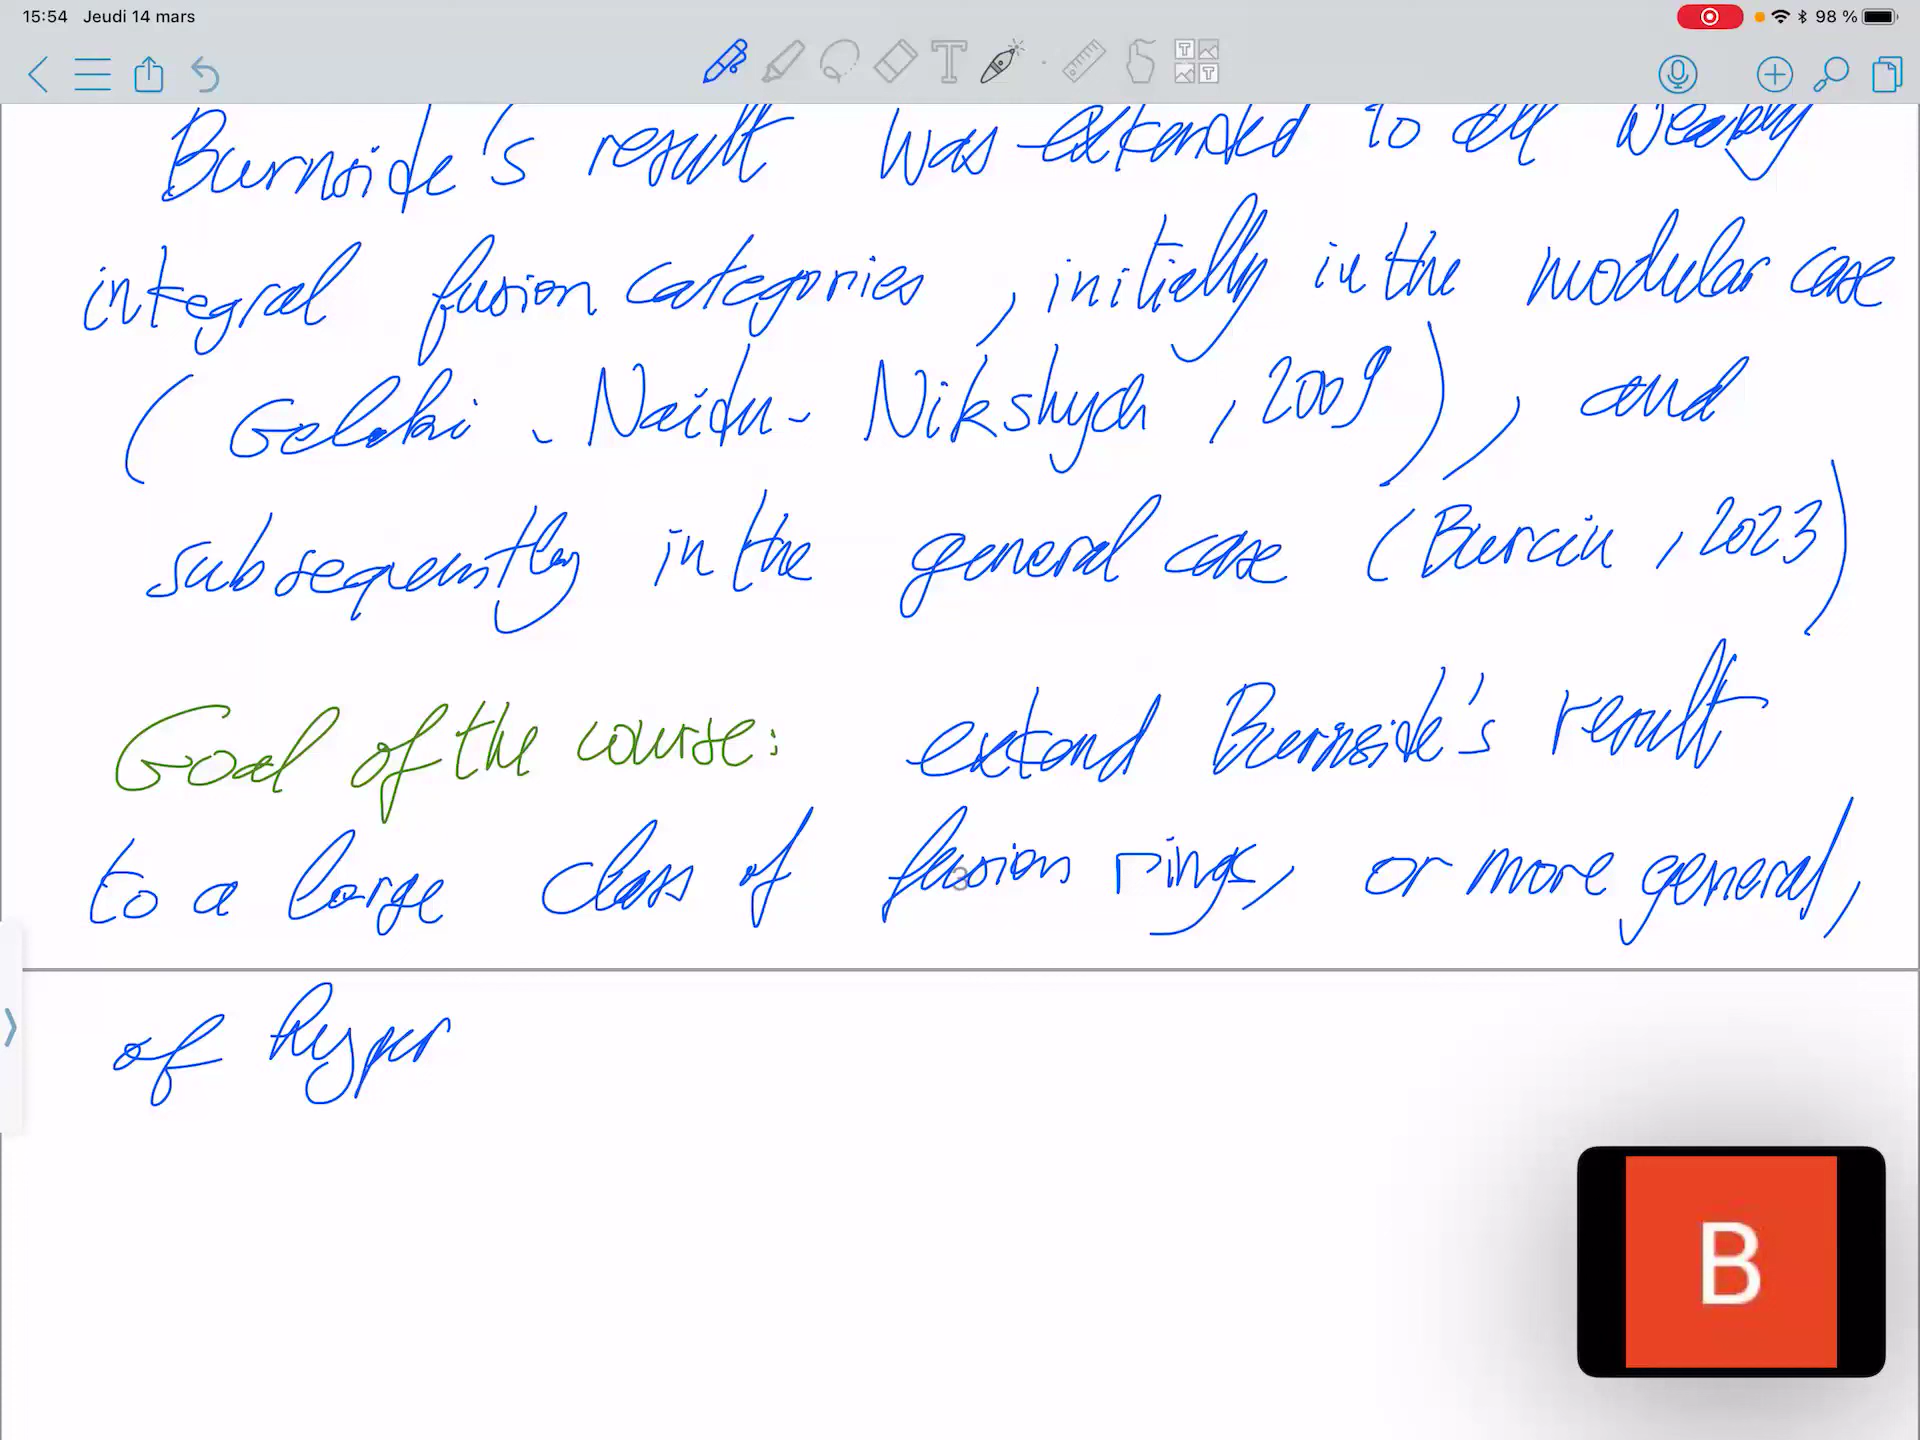 15:54 Jeudi 14 mars 98 %
Burnside's result was extended to all weakly
integral fusion categories, initially in the modular case
(Gelaki - Naidu - Nikshych, 2009), and
subsequently in the general case (Burciu, 2023)
Goal of the course: extend Burnside's result
to a large class of fusion rings, or more general,
3
of hyper
B